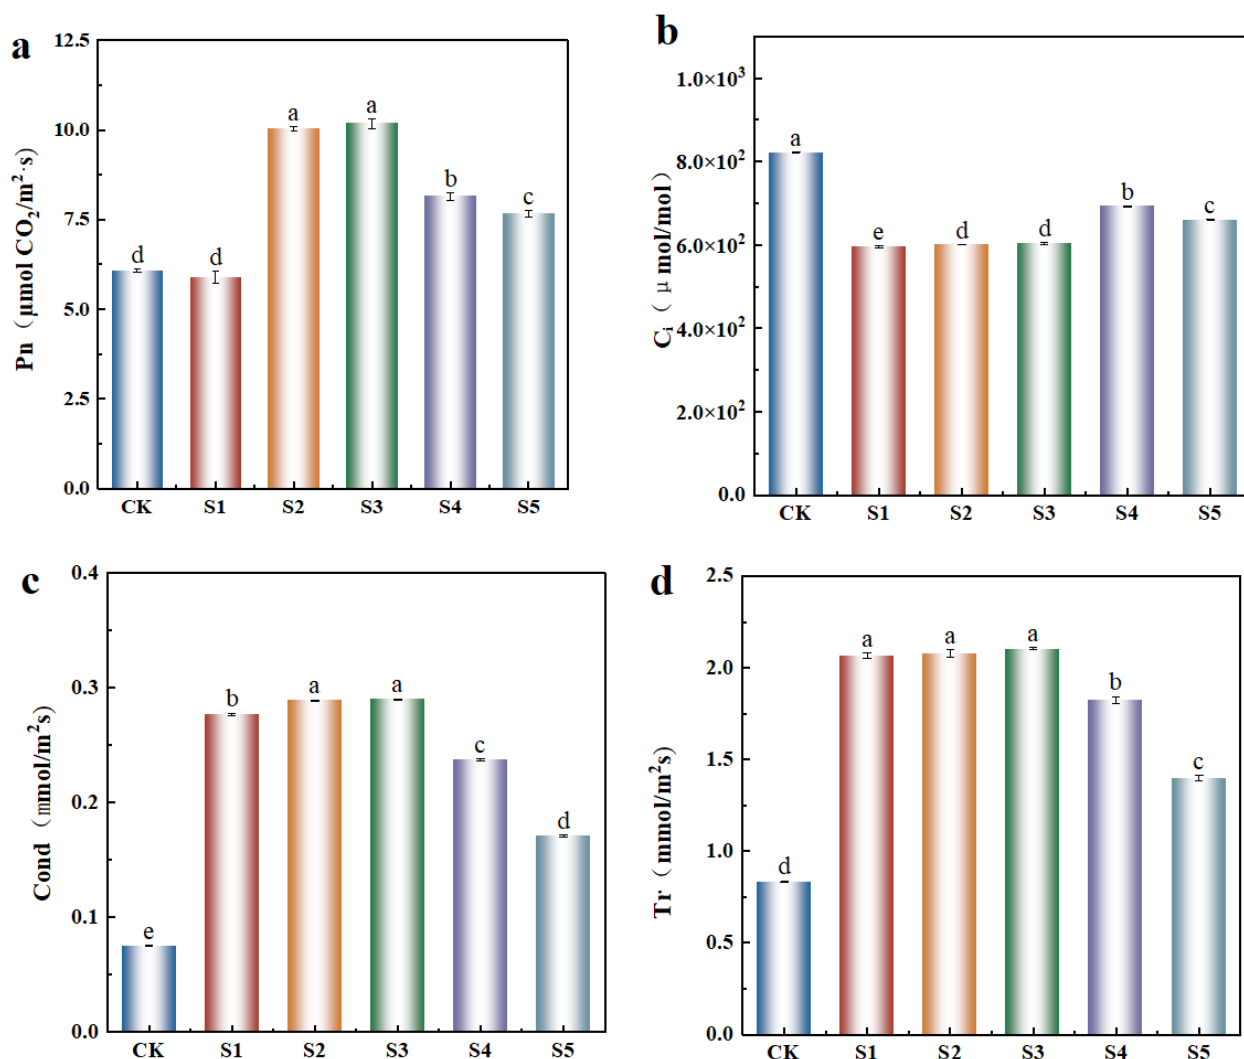 a
Pn（μmol CO₂/m²·s）
12.5
10.0
7.5
5.0
2.5
0.0
d
d
a
a
b
c
CK S1 S2 S3 S4 S5
b
Cᵢ（μ mol/mol）
1.0×10³
8.0×10²
6.0×10²
4.0×10²
2.0×10²
0.0
a
e
d
d
b
c
CK S1 S2 S3 S4 S5
c
Cond（mmol/m²s）
0.4
0.3
0.2
0.1
0.0
e
b
a
a
c
d
CK S1 S2 S3 S4 S5
d
Tr（mmol/m²s）
2.5
2.0
1.5
1.0
0.5
0.0
d
a
a
a
b
c
CK S1 S2 S3 S4 S5